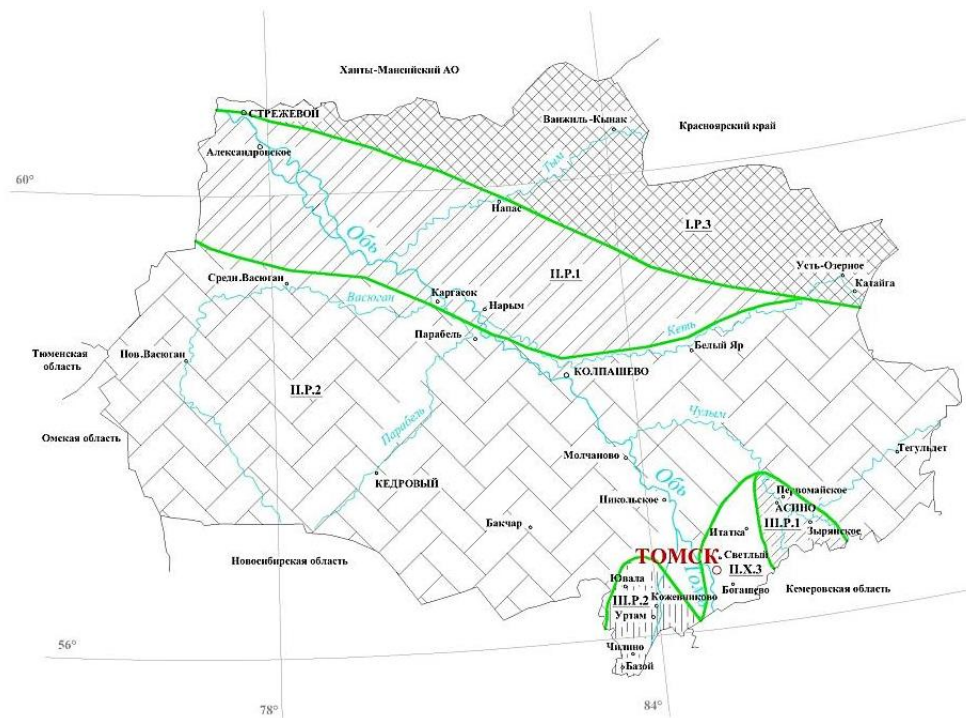 Ханты-Мансийский АО
СТРЕЖЕВОЙ
Ванжиль-Кынак
Красноярский край
Александровское
Тым
60°
Напас
Обь
I.P.3
II.P.1
Усть-Озерное
Средн.Васюган
Катайга
Каргасок
Васюган
Нарым
Кеть
Парабель
Белый Яр
Тюменская
область
Пов.Васюган
КОЛПАШЕВО
II.P.2
Чулым
Парабель
Омская область
Тегульдет
Молчаново
Обь
КЕДРОВЫЙ
Первомайское
Никольское
АСИНО
III.P.1
Бакчар
Итатка
Зырянское
ТОМСК
Светлый
Новосибирская область
II.X.3
Томь
Ювала
Богашево
Кемеровская область
III.P.2
Кожевниково
Уртам
56°
Чилино
Базой
78°
84°